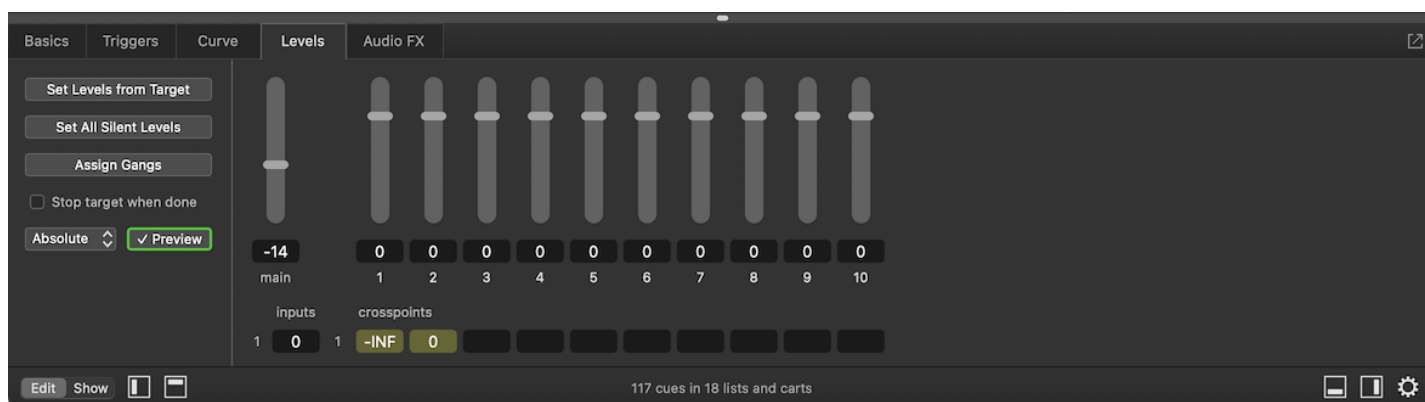 Basics Triggers Curve Levels Audio FX
Set Levels from Target
Set All Silent Levels
Assign Gangs
Stop target when done
Absolute ✓ Preview
-14 0 0 0 0 0 0 0 0 0 0
main 1 2 3 4 5 6 7 8 9 10
inputs crosspoints
1 0 1 -INF 0
Edit Show 117 cues in 18 lists and carts